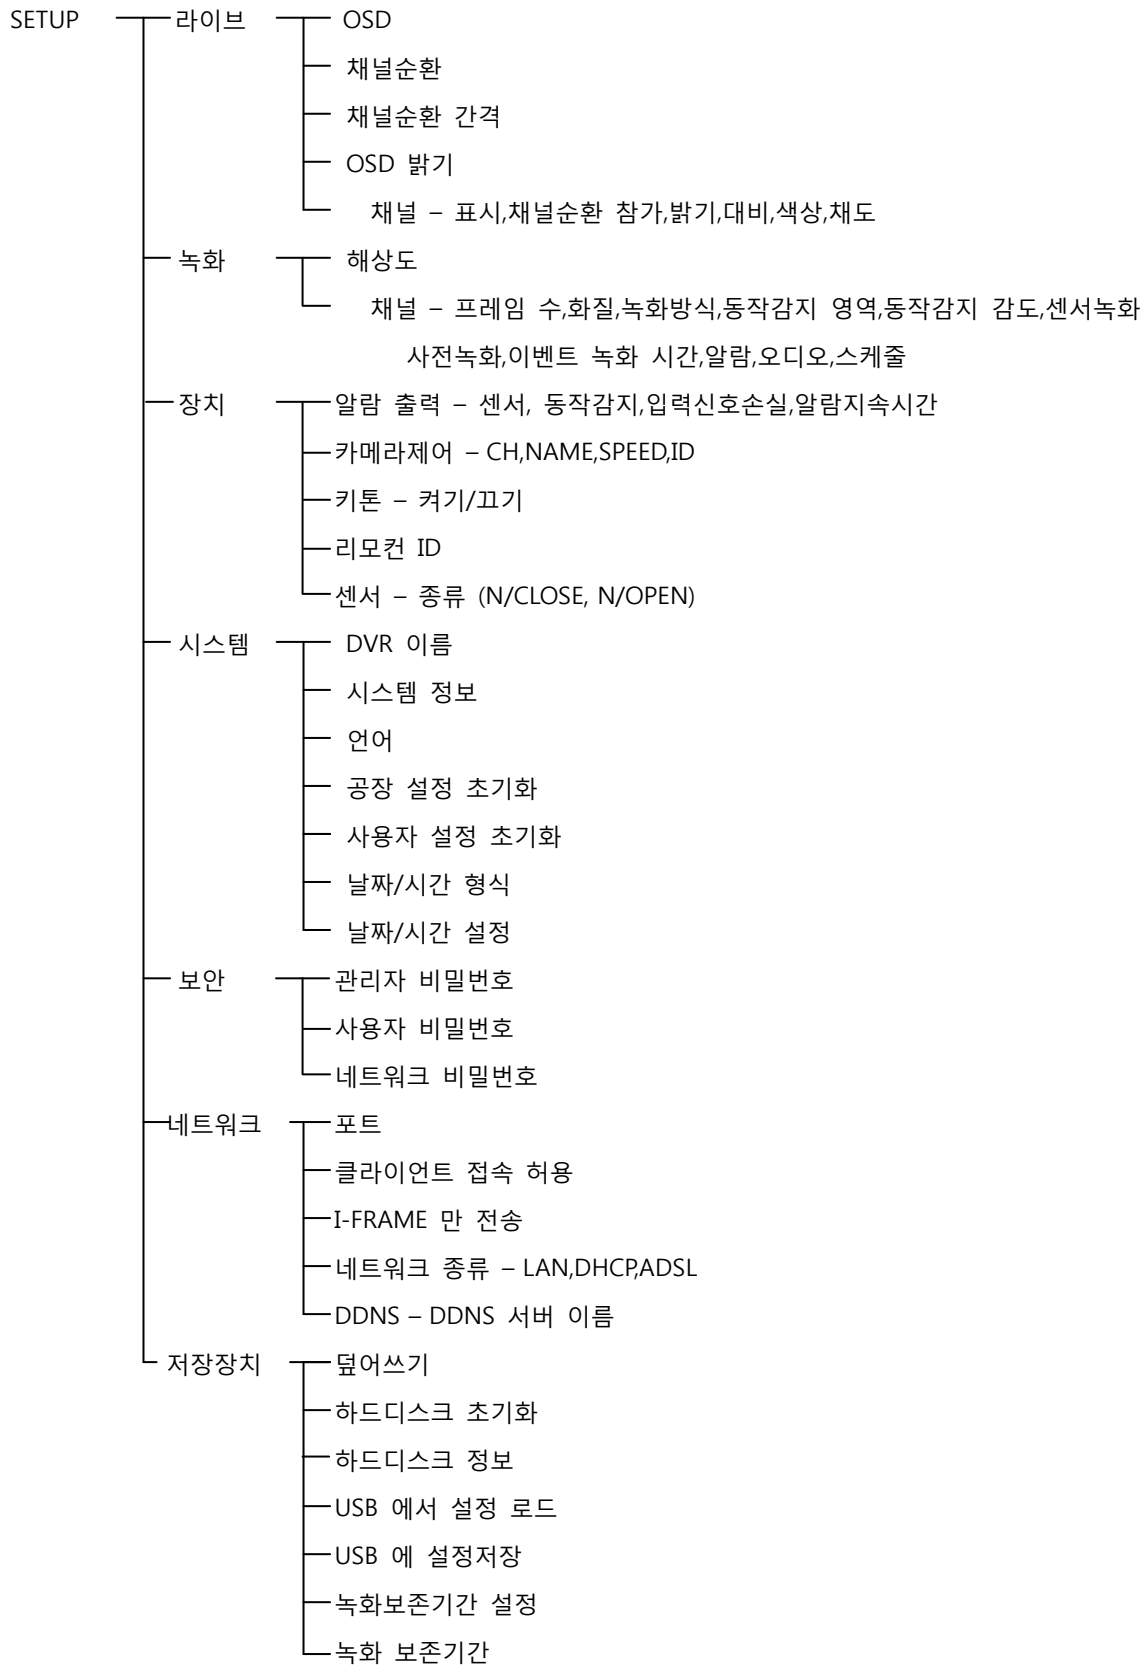 SETUP 라이브 OSD
채널순환
채널순환 간격
OSD 밝기
채널 – 표시,채널순환 참가,밝기,대비,색상,채도
녹화 해상도
채널 – 프레임 수,화질,녹화방식,동작감지 영역,동작감지 감도,센서녹화
사전녹화,이벤트 녹화 시간,알람,오디오,스케줄
장치 알람 출력 – 센서, 동작감지,입력신호손실,알람지속시간
카메라제어 – CH,NAME,SPEED,ID
키톤 – 켜기/끄기
리모컨 ID
센서 – 종류 (N/CLOSE, N/OPEN)
시스템 DVR 이름
시스템 정보
언어
공장 설정 초기화
사용자 설정 초기화
날짜/시간 형식
날짜/시간 설정
보안 관리자 비밀번호
사용자 비밀번호
네트워크 비밀번호
네트워크 포트
클라이언트 접속 허용
I-FRAME 만 전송
네트워크 종류 – LAN,DHCP,ADSL
DDNS – DDNS 서버 이름
저장장치 덮어쓰기
하드디스크 초기화
하드디스크 정보
USB 에서 설정 로드
USB 에 설정저장
녹화보존기간 설정
녹화 보존기간